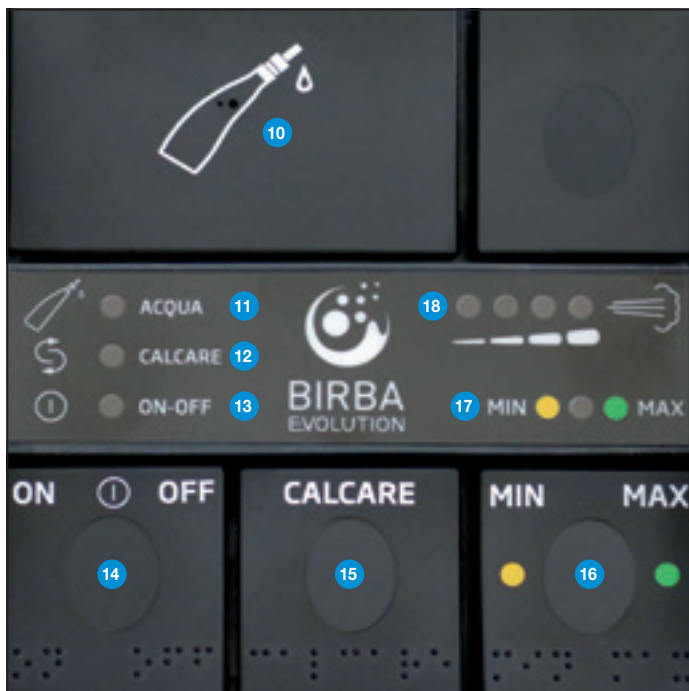 10
ACQUA 11 18
CALCARE 12
ON-OFF 13
BIRBA
EVOLUTION
17 MIN MAX
ON OFF CALCARE MIN MAX
14 15 16